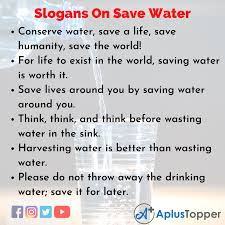 Slogans On Save Water
• Conserve water, save a life, save
humanity, save the world!
• For life to exist in the world, saving water
is worth it.
• Save lives around you by saving water
around you.
• Think, think, and think before wasting
water in the sink.
• Harvesting water is better than wasting
water.
• Please do not throw away the drinking
water; save it for later.
A+ AplusTopper